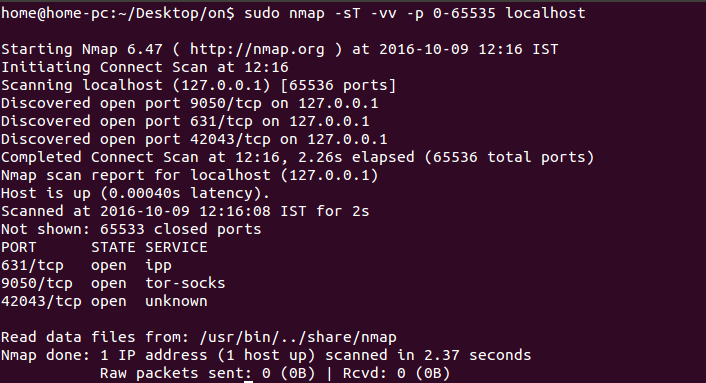 home@home-pc:~/Desktop/on$ sudo nmap -sT -vv -p 0-65535 localhost
Starting Nmap 6.47 ( http://nmap.org ) at 2016-10-09 12:16 IST
Initiating Connect Scan at 12:16
Scanning localhost (127.0.0.1) [65536 ports]
Discovered open port 9050/tcp on 127.0.0.1
Discovered open port 631/tcp on 127.0.0.1
Discovered open port 42043/tcp on 127.0.0.1
Completed Connect Scan at 12:16, 2.26s elapsed (65536 total ports)
Nmap scan report for localhost (127.0.0.1)
Host is up (0.00040s latency).
Scanned at 2016-10-09 12:16:08 IST for 2s
Not shown: 65533 closed ports
PORT      STATE SERVICE
631/tcp   open  ipp
9050/tcp  open  tor-socks
42043/tcp open  unknown
Read data files from: /usr/bin/../share/nmap
Nmap done: 1 IP address (1 host up) scanned in 2.37 seconds
           Raw packets sent: 0 (0B) | Rcvd: 0 (0B)